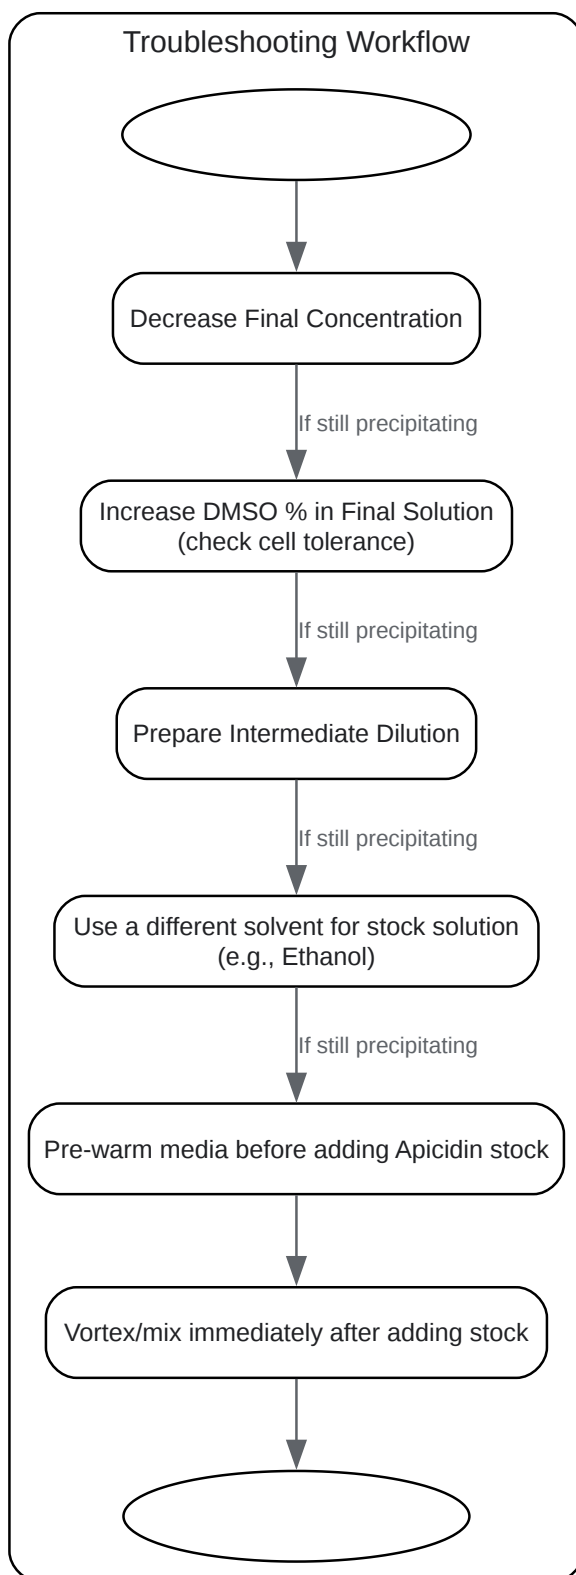 Troubleshooting Workflow
Decrease Final Concentration
If still precipitating
Increase DMSO % in Final Solution
(check cell tolerance)
If still precipitating
Prepare Intermediate Dilution
If still precipitating
Use a different solvent for stock solution
(e.g., Ethanol)
If still precipitating
Pre-warm media before adding Apicidin stock
Vortex/mix immediately after adding stock